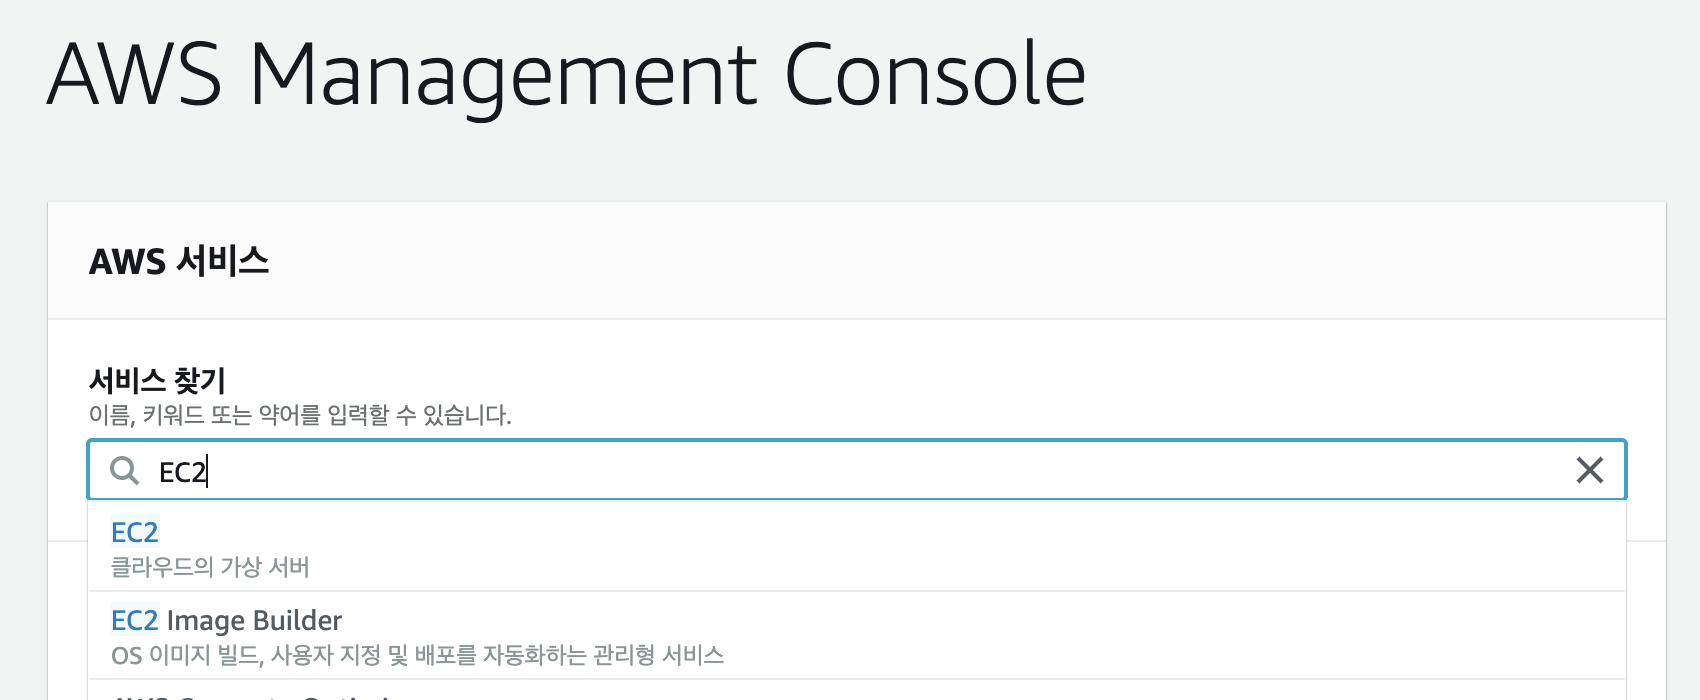 AWS Management Console
AWS 서비스
서비스 찾기
이름, 키워드 또는 약어를 입력할 수 있습니다.
EC2
EC2
클라우드의 가상 서버
EC2 Image Builder
OS 이미지 빌드, 사용자 지정 및 배포를 자동화하는 관리형 서비스